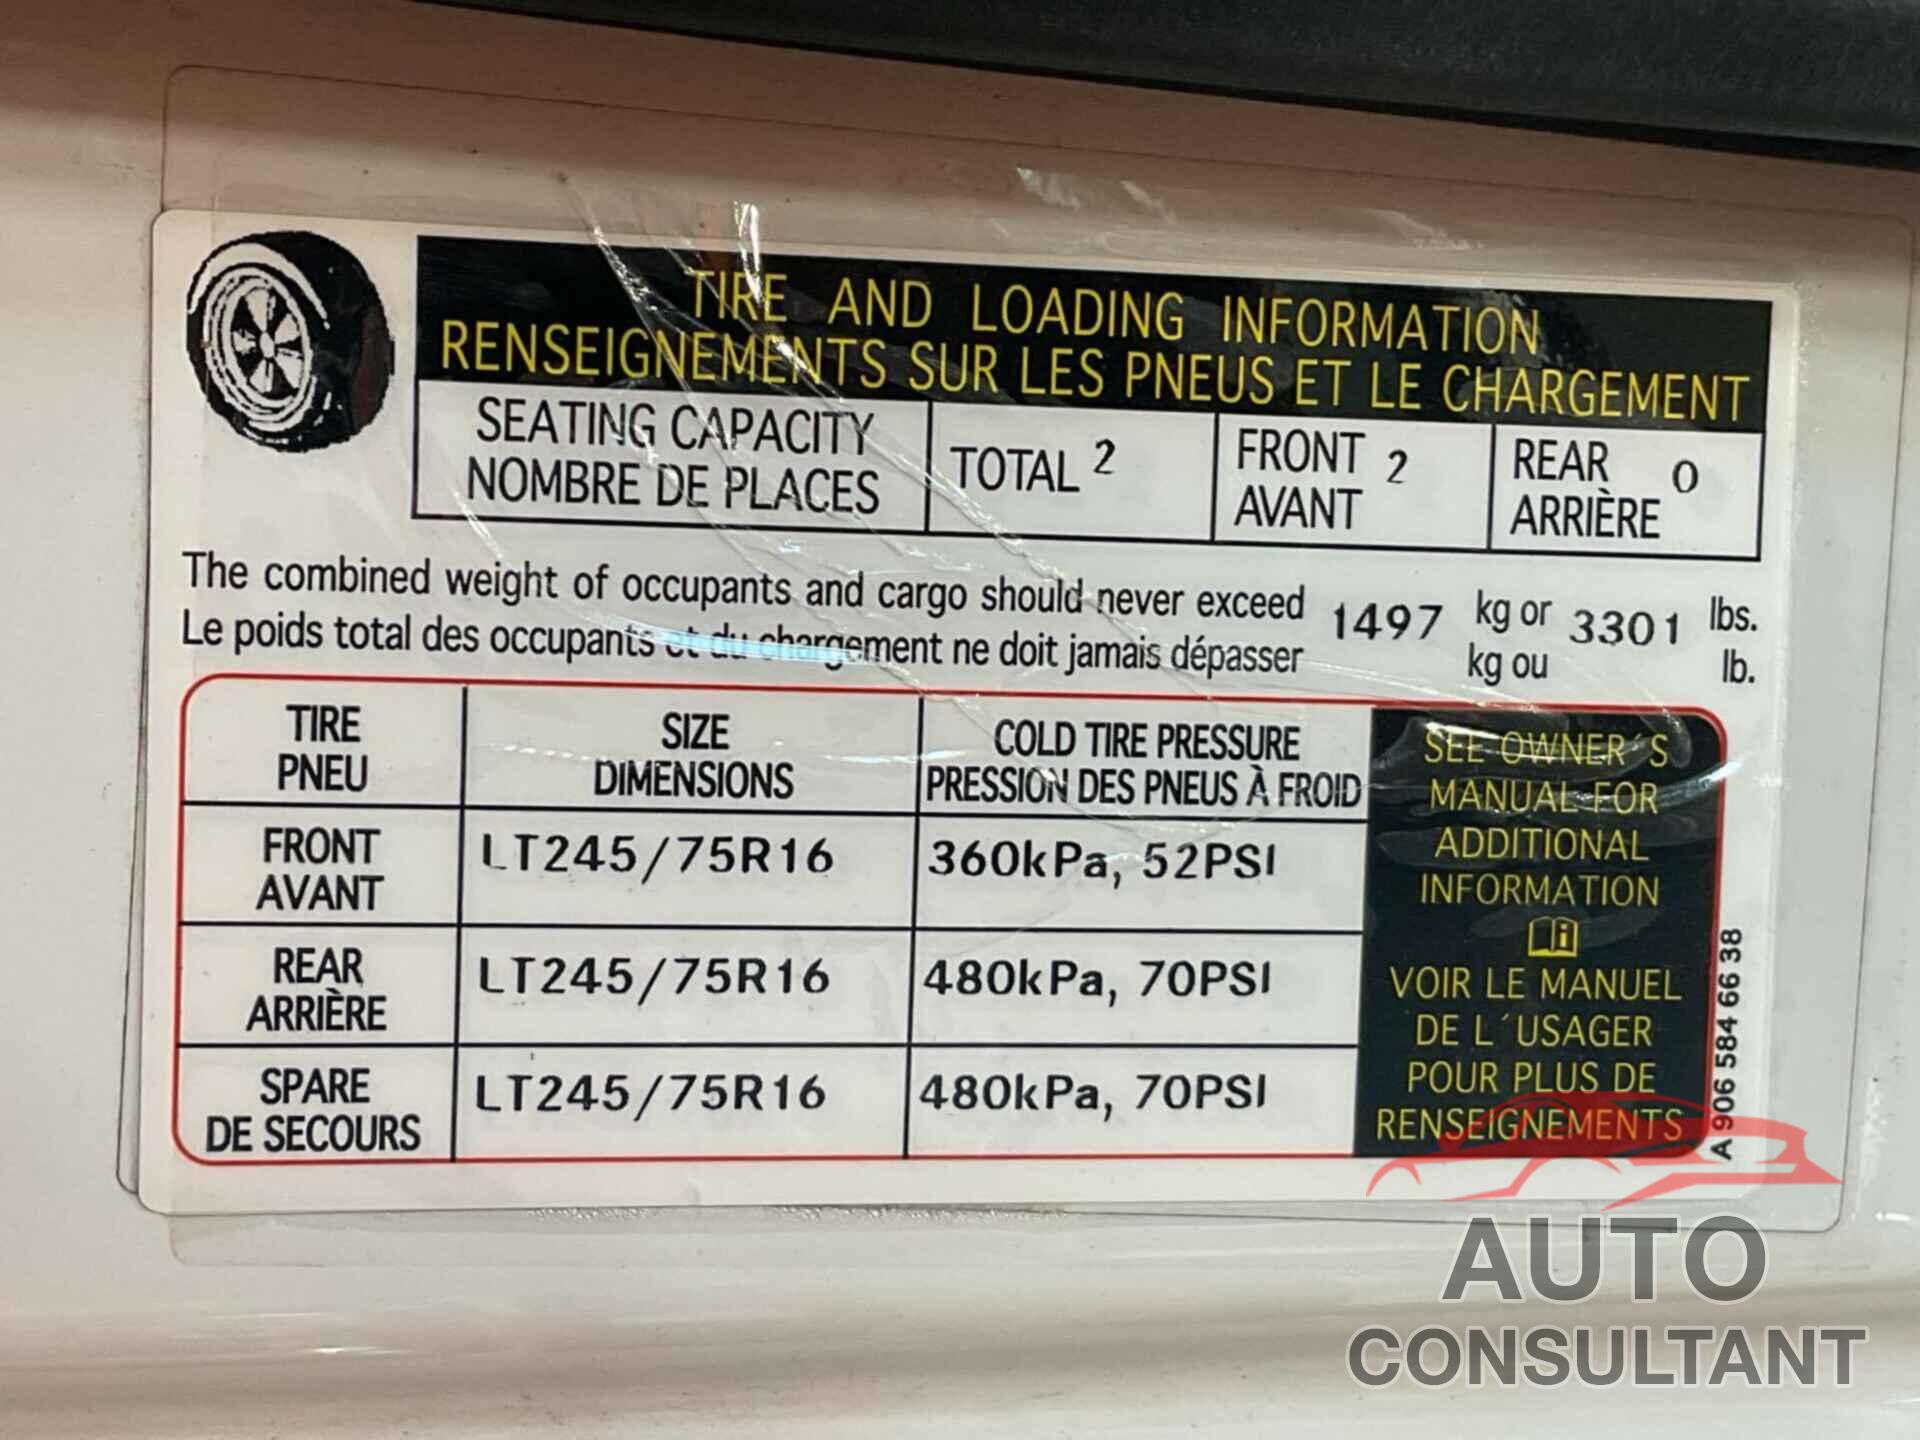 TIRE AND LOADING INFORMATION
RENSEIGNEMENTS SUR LES PNEUS ET LE CHARGEMENT
SEATING CAPACITY
NOMBRE DE PLACES
TOTAL 2
FRONT 2
AVANT
REAR 0
ARRIÈRE
The combined weight of occupants and cargo should never exceed 1497 kg or 3301 lbs.
Le poids total des occupants et du chargement ne doit jamais dépasser kg ou lb.
TIRE
PNEU
SIZE
DIMENSIONS
COLD TIRE PRESSURE
PRESSION DES PNEUS À FROID
FRONT
AVANT
LT245/75R16
360kPa, 52PSI
REAR
ARRIÈRE
LT245/75R16
480kPa, 70PSI
SPARE
DE SECOURS
LT245/75R16
480kPa, 70PSI
SEE OWNER´S
MANUAL FOR
ADDITIONAL
INFORMATION
VOIR LE MANUEL
DE L´USAGER
POUR PLUS DE
RENSEIGNEMENTS
A 906 584 66 38
AUTO
CONSULTANT